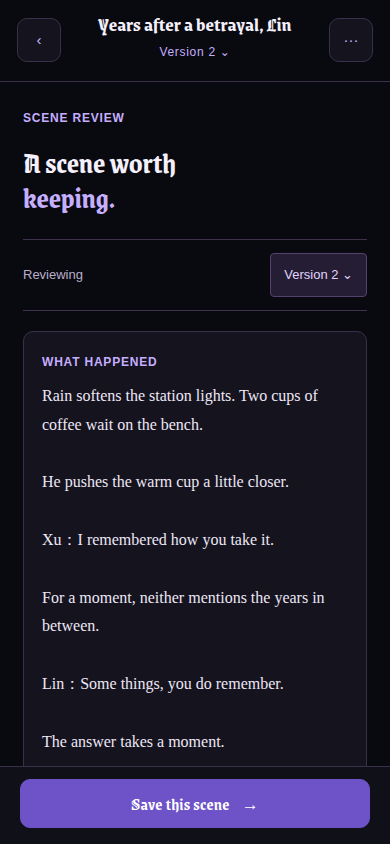 ‹
Years after a betrayal, Lin
Version 2 ⌄
...
SCENE REVIEW
A scene worth
keeping.
Reviewing
Version 2 ⌄
WHAT HAPPENED
Rain softens the station lights. Two cups of
coffee wait on the bench.
He pushes the warm cup a little closer.
Xu：I remembered how you take it.
For a moment, neither mentions the years in
between.
Lin：Some things, you do remember.
The answer takes a moment.
Save this scene →